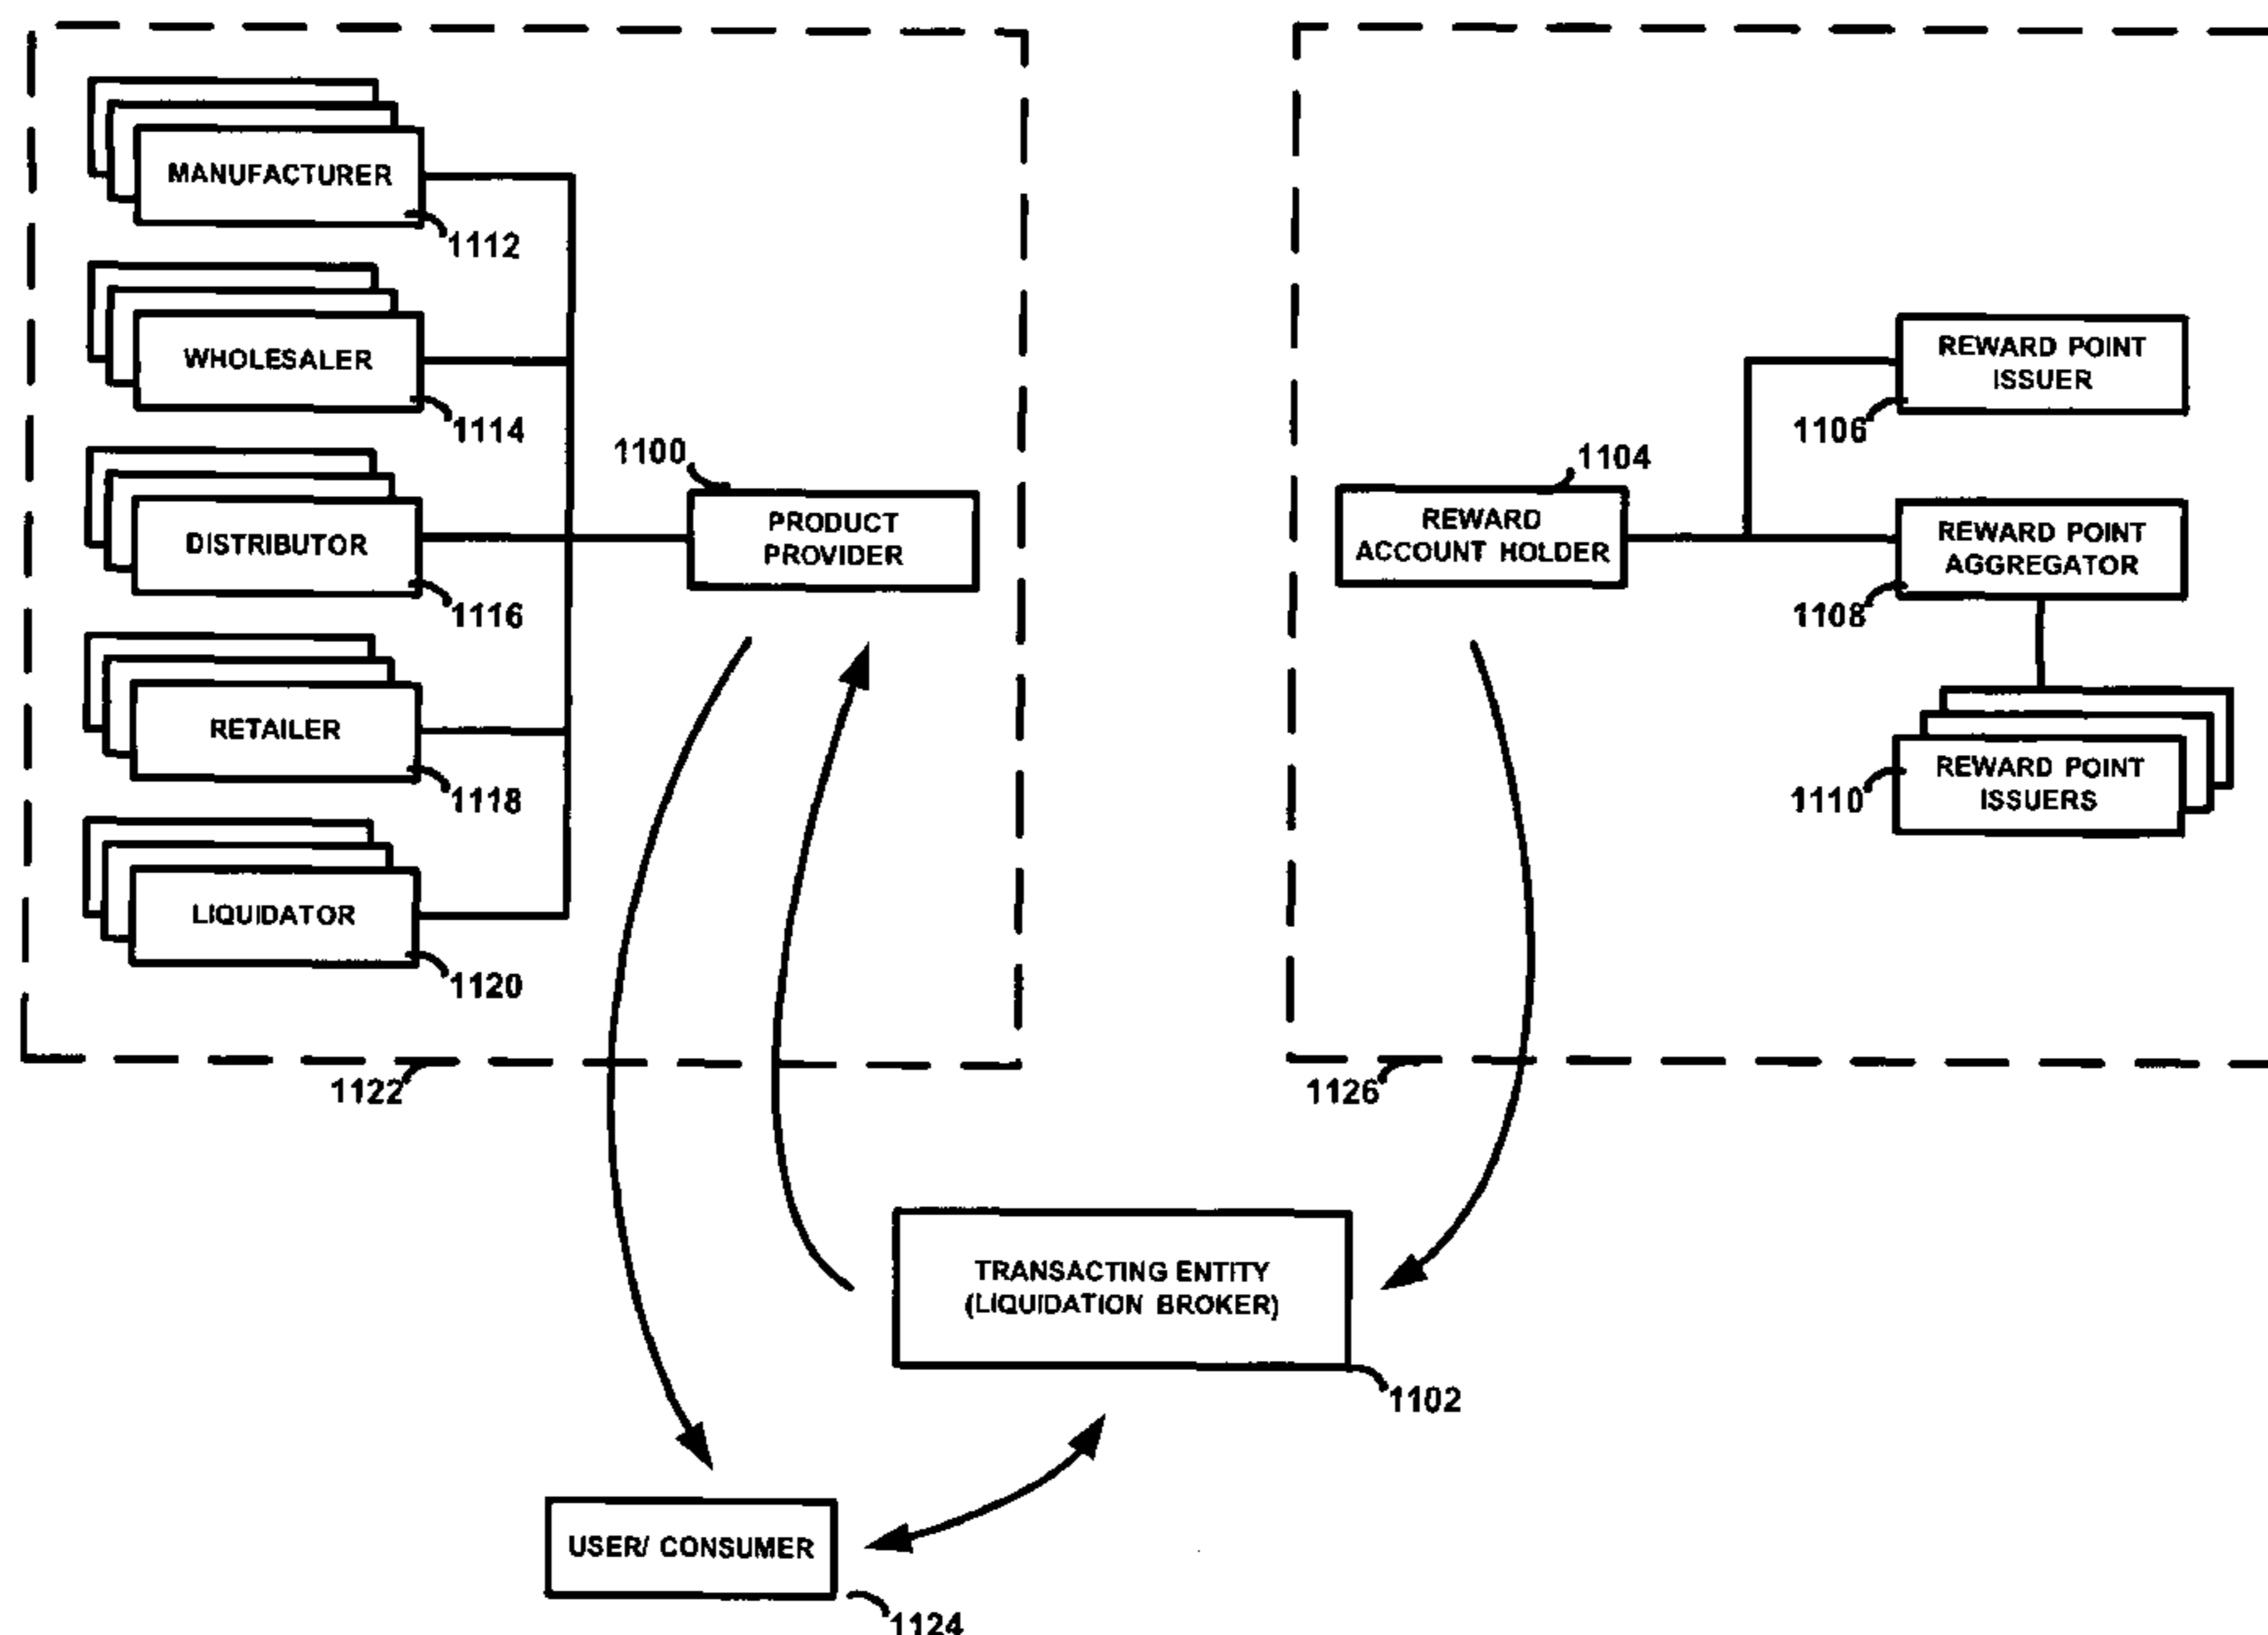 MANUFACTURER
1112
WHOLESALER
1114
DISTRIBUTOR
1116
RETAILER
1118
LIQUIDATOR
1120
1100
PRODUCT
PROVIDER
1122
1104
REWARD
ACCOUNT HOLDER
REWARD POINT
ISSUER
1106
REWARD POINT
AGGREGATOR
1108
REWARD POINT
ISSUERS
1110
1126
TRANSACTING ENTITY
(LIQUIDATION BROKER)
1102
USER/ CONSUMER
1124